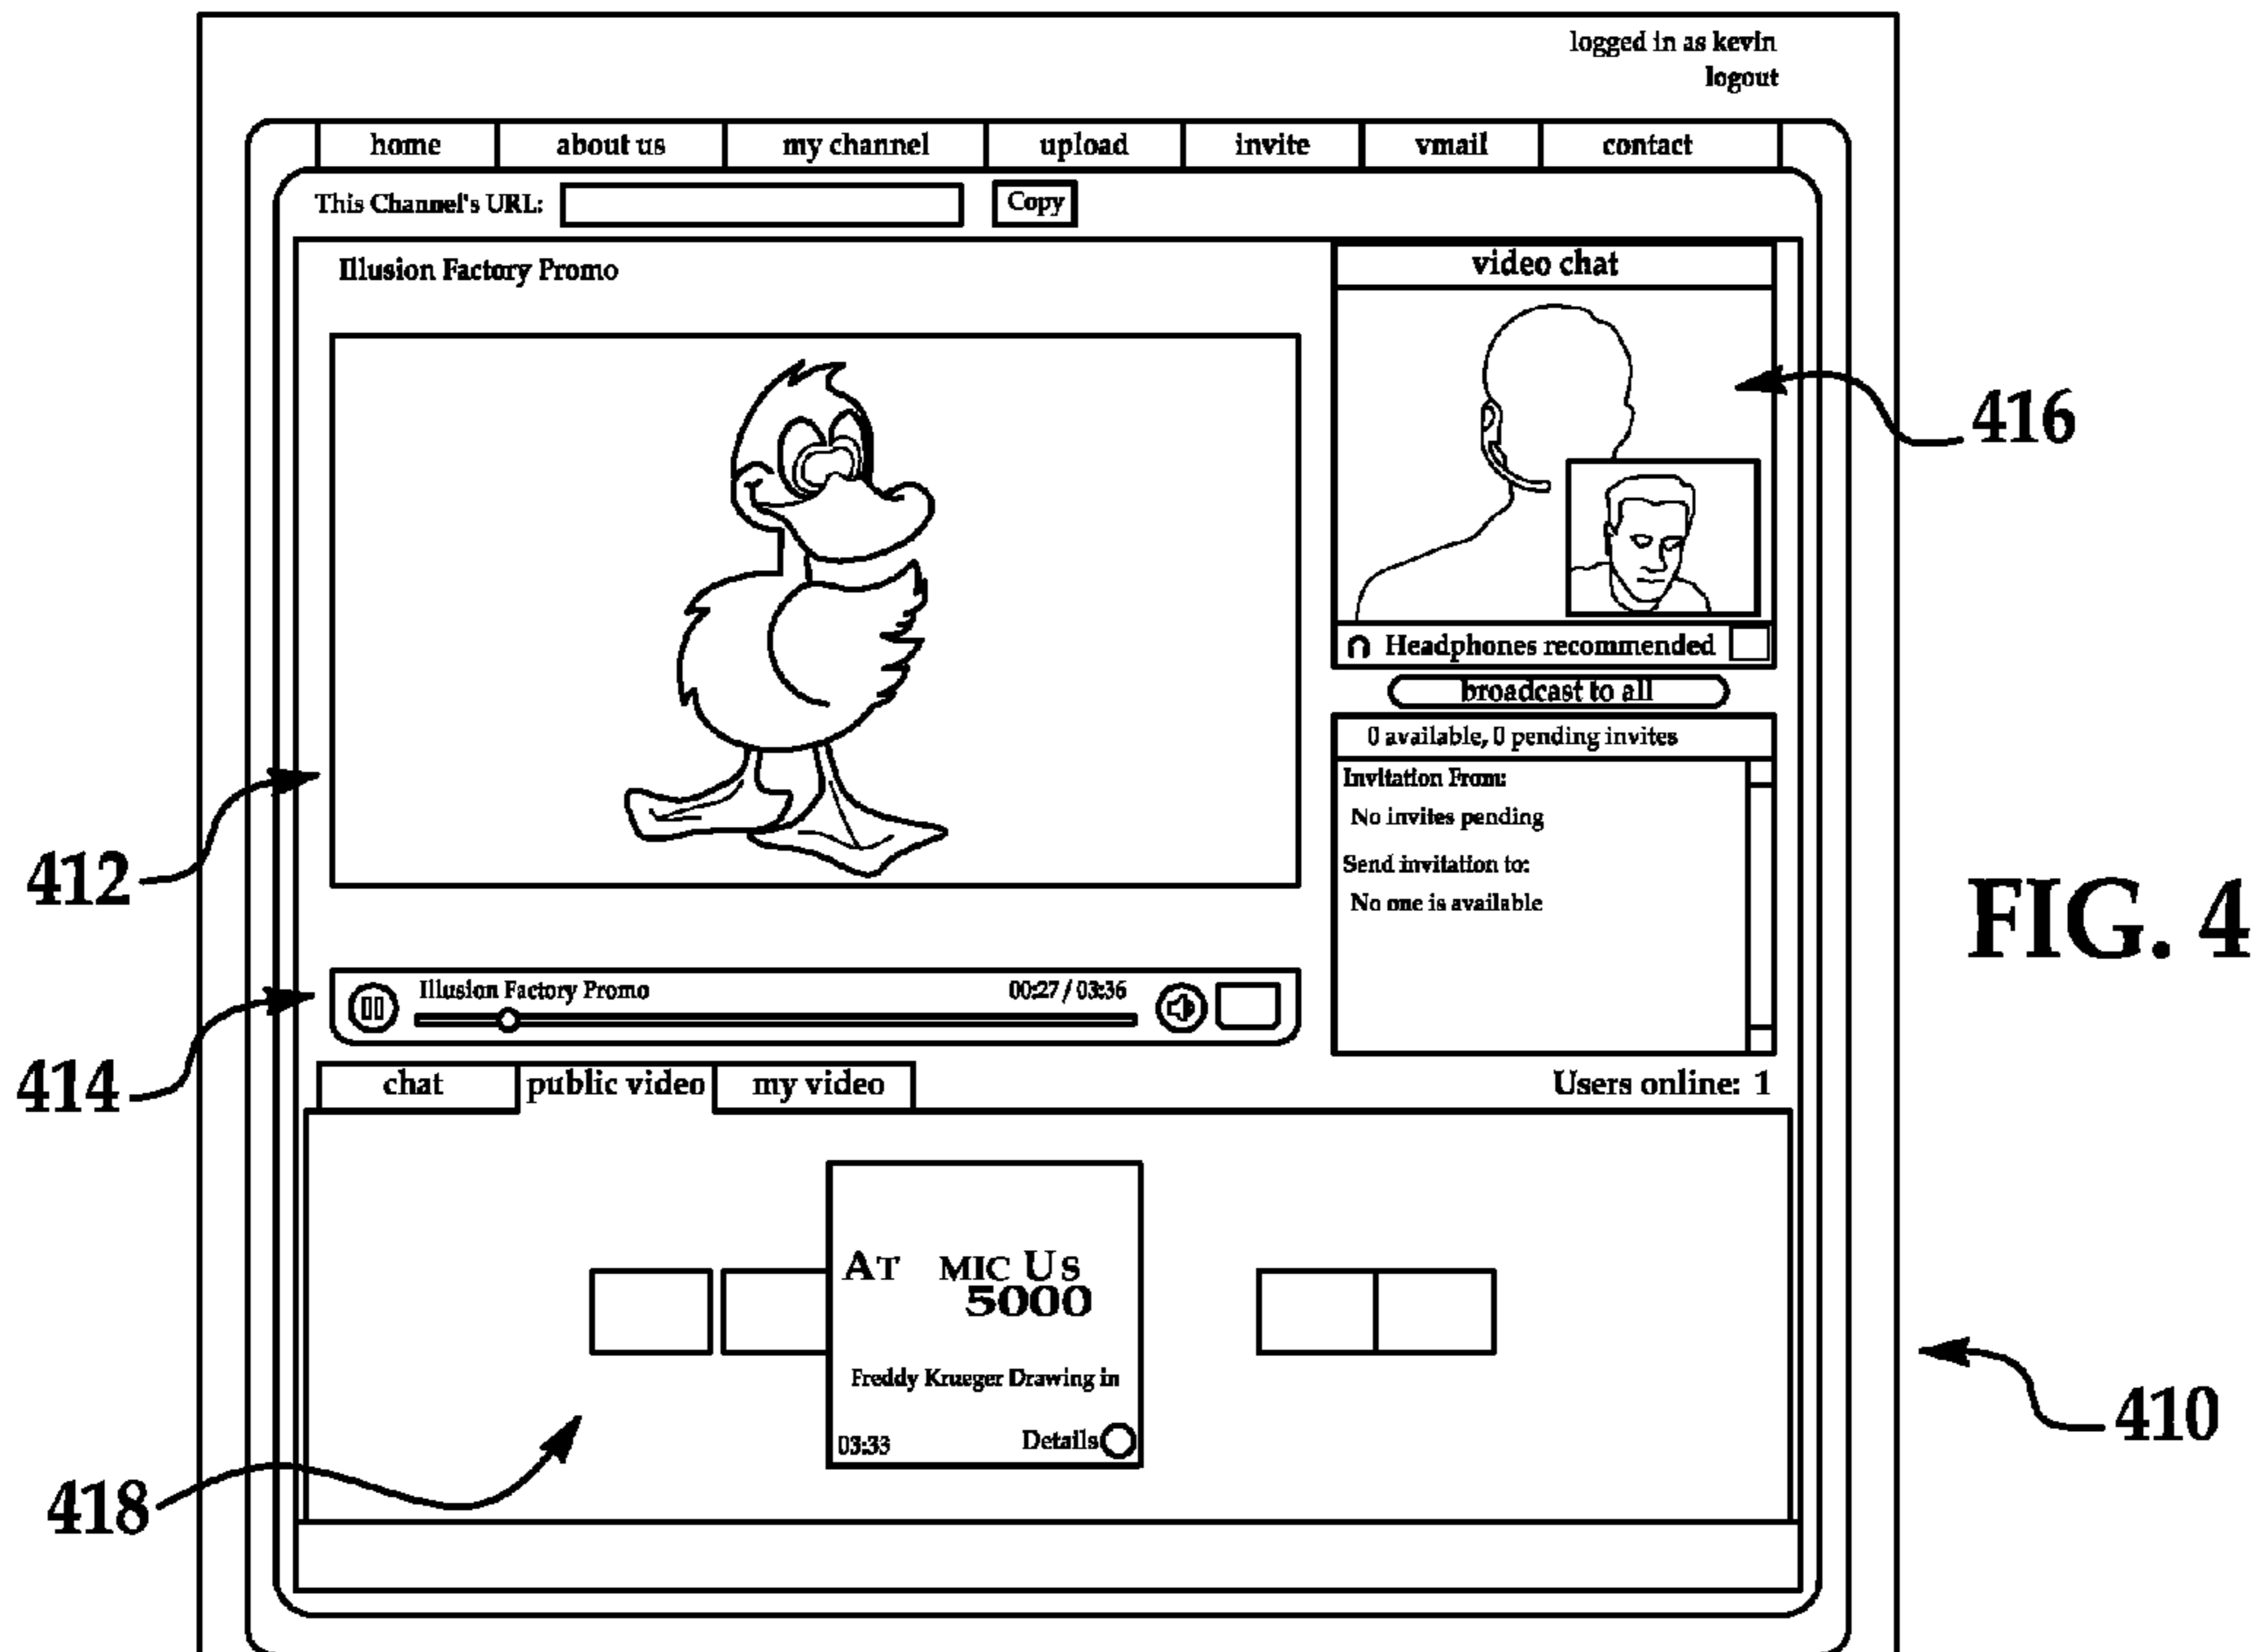 logged in as kevin
logout
home about us my channel upload invite vmail contact
This Channel's URL: Copy
Illusion Factory Promo
video chat
416
Headphones recommended
broadcast to all
0 available, 0 pending invites
Invitation From:
No invites pending
Send invitation to:
No one is available
412
FIG. 4
Illusion Factory Promo 00:27 / 03:36
414
chat public video my video Users online: 1
AT MIC US
5000
Freddy Krueger Drawing in
03:33 Details
410
418